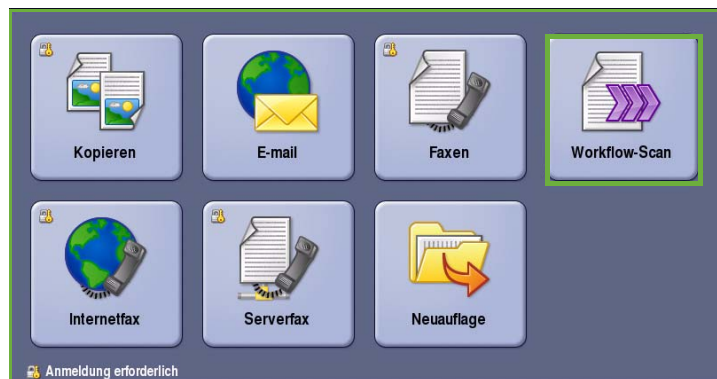 Kopieren
E-mail
Faxen
Workflow-Scan
Internetfax
Serverfax
Neuauflage
Anmeldung erforderlich